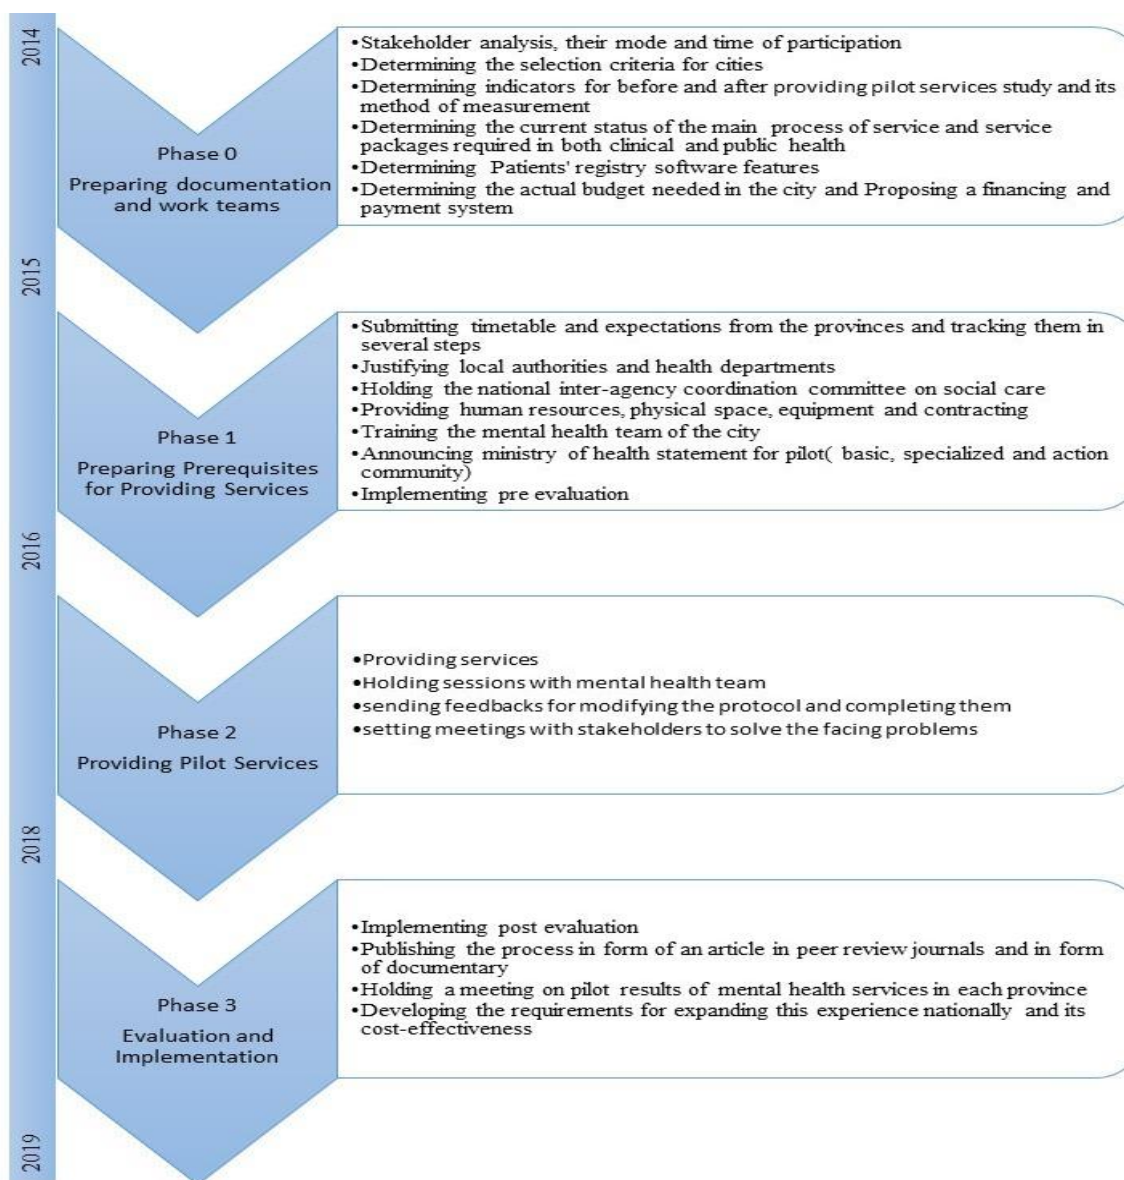 2014
Phase 0
Preparing documentation
and work teams
•Stakeholder analysis, their mode and time of participation
•Determining the selection criteria for cities
•Determining indicators for before and after providing pilot services study and its
method of measurement
•Determining the current status of the main process of service and service
packages required in both clinical and public health
•Determining Patients' registry software features
•Determining the actual budget needed in the city and Proposing a financing and
payment system
2015
Phase 1
Preparing Prerequisites
for Providing Services
•Submitting timetable and expectations from the provinces and tracking them in
several steps
•Justifying local authorities and health departments
•Holding the national inter-agency coordination committee on social care
•Providing human resources, physical space, equipment and contracting
•Training the mental health team of the city
•Announcing ministry of health statement for pilot( basic, specialized and action
community)
•Implementing pre evaluation
2016
Phase 2
Providing Pilot Services
•Providing services
•Holding sessions with mental health team
•sending feedbacks for modifying the protocol and completing them
•setting meetings with stakeholders to solve the facing problems
2018
Phase 3
Evaluation and
Implementation
•Implementing post evaluation
•Publishing the process in form of an article in peer review journals and in form
of documentary
•Holding a meeting on pilot results of mental health services in each province
•Developing the requirements for expanding this experience nationally and its
cost-effectiveness
2019